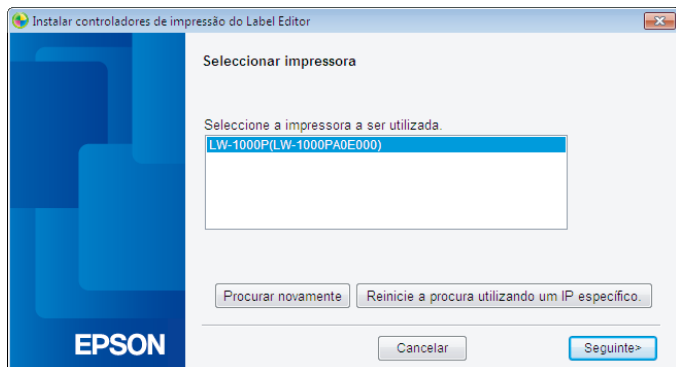 Instalar controladores de impressão do Label Editor
Seleccionar impressora
Seleccione a impressora a ser utilizada.
LW-1000P(LW-1000PA0E000)
Procurar novamente
Reinicie a procura utilizando um IP específico.
EPSON
Cancelar
Seguinte>